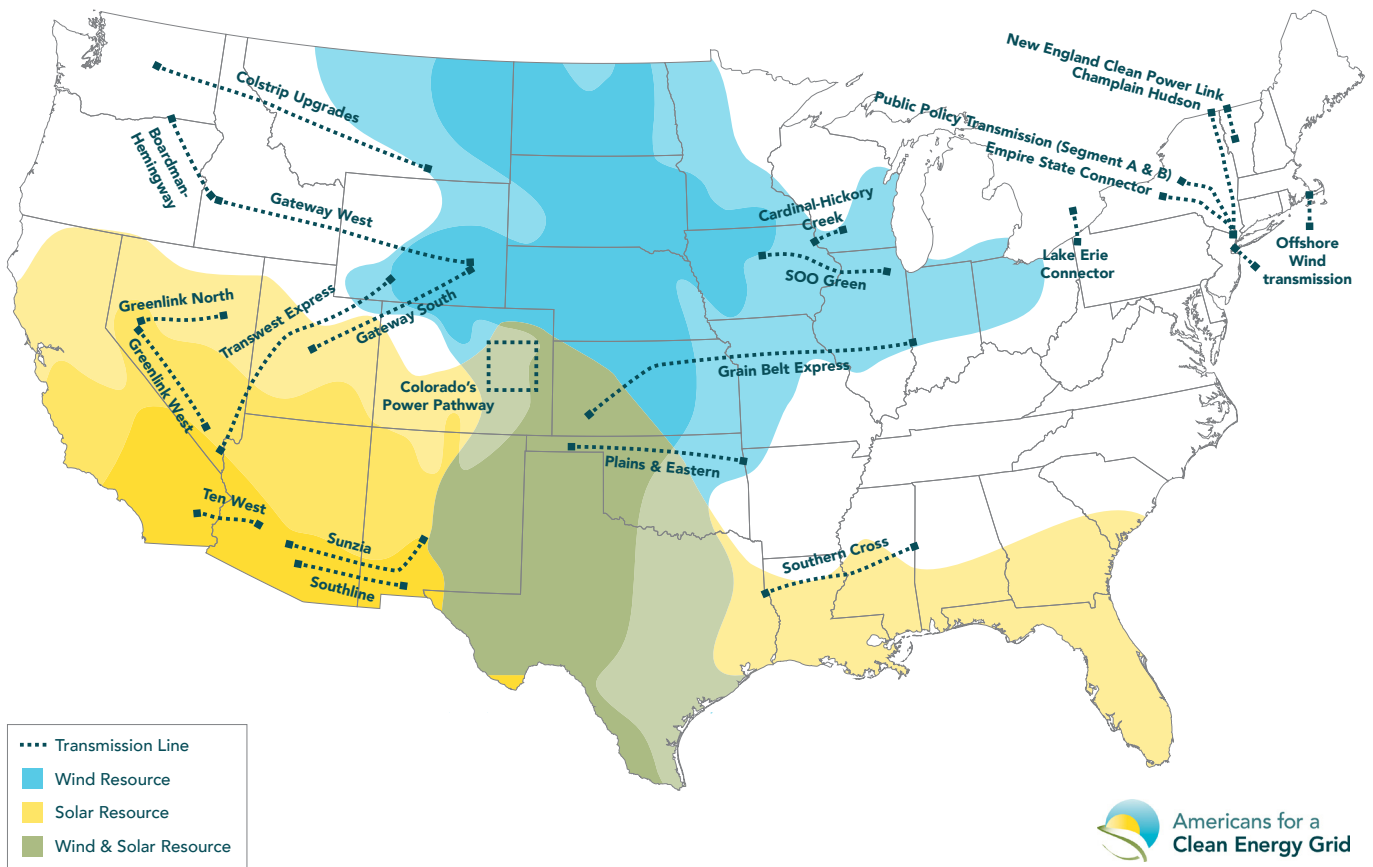 New England Clean Power Link
Champlain Hudson
Public Policy Transmission (Segment A & B)
Empire State Connector
Colstrip Upgrades
Boardman-
Hemingway
Gateway West
Cardinal-Hickory
Creek
SOO Green
Lake Erie
Connector
Offshore
Wind
transmission
Greenlink North
Transwest Express
Gateway South
Greenlink West
Colorado's
Power Pathway
Grain Belt Express
Plains & Eastern
Ten West
Sunzia
Southline
Southern Cross
Transmission Line
Wind Resource
Solar Resource
Wind & Solar Resource
Americans for a
Clean Energy Grid